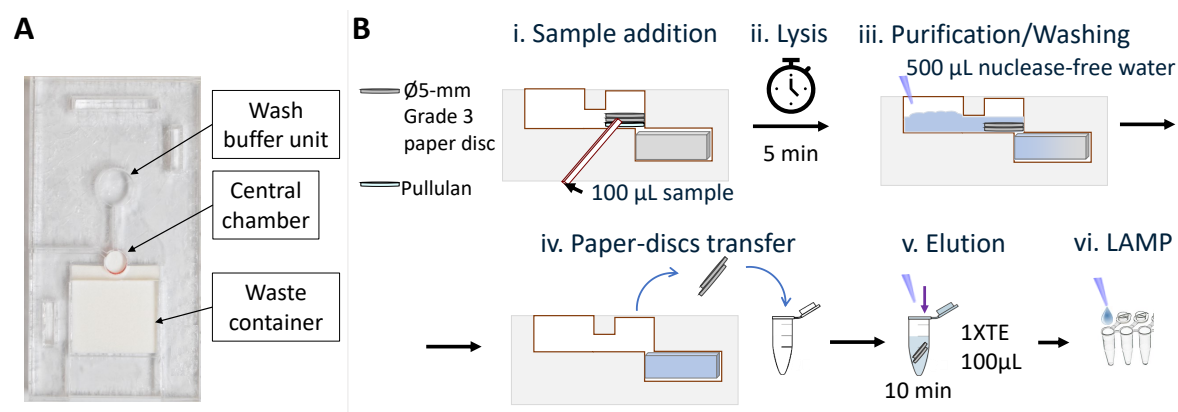 A
Wash
buffer unit
Central
chamber
Waste
container
B
i. Sample addition
Ø5-mm
Grade 3
paper disc
Pullulan
100 µL sample
ii. Lysis
5 min
iii. Purification/Washing
500 µL nuclease-free water
iv. Paper-discs transfer
v. Elution
1XTE
100µL
10 min
vi. LAMP